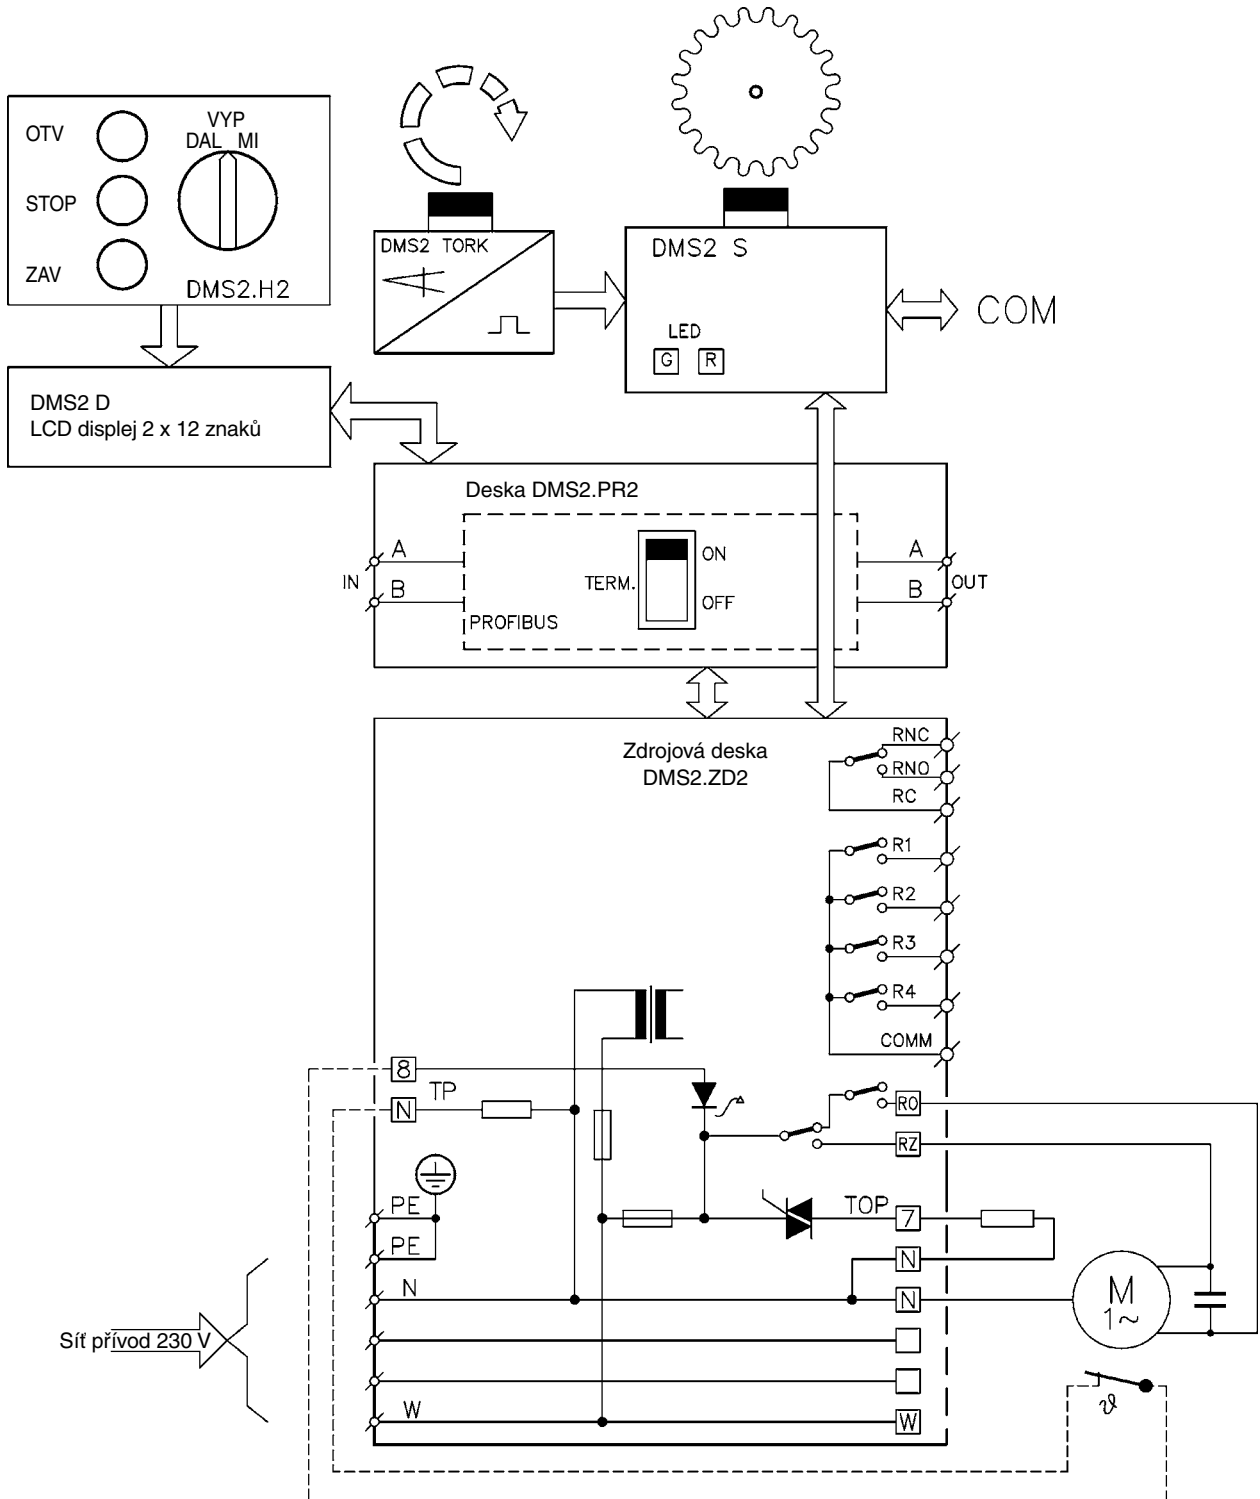 OTV
VYP
DAL MI
STOP
ZAV
DMS2.H2
DMS2 TORK
DMS2 S
LED
G R
COM
DMS2 D
LCD displej 2 x 12 znaků
Deska DMS2.PR2
IN
A
B
TERM.
ON
OFF
PROFIBUS
A
B
OUT
Zdrojová deska
DMS2.ZD2
RNC
RNO
RC
R1
R2
R3
R4
COMM
8
TP
N
RO
RZ
PE
PE
TOP
7
N
N
N
M
1~
Síť přívod 230 V
W
W
ϑ